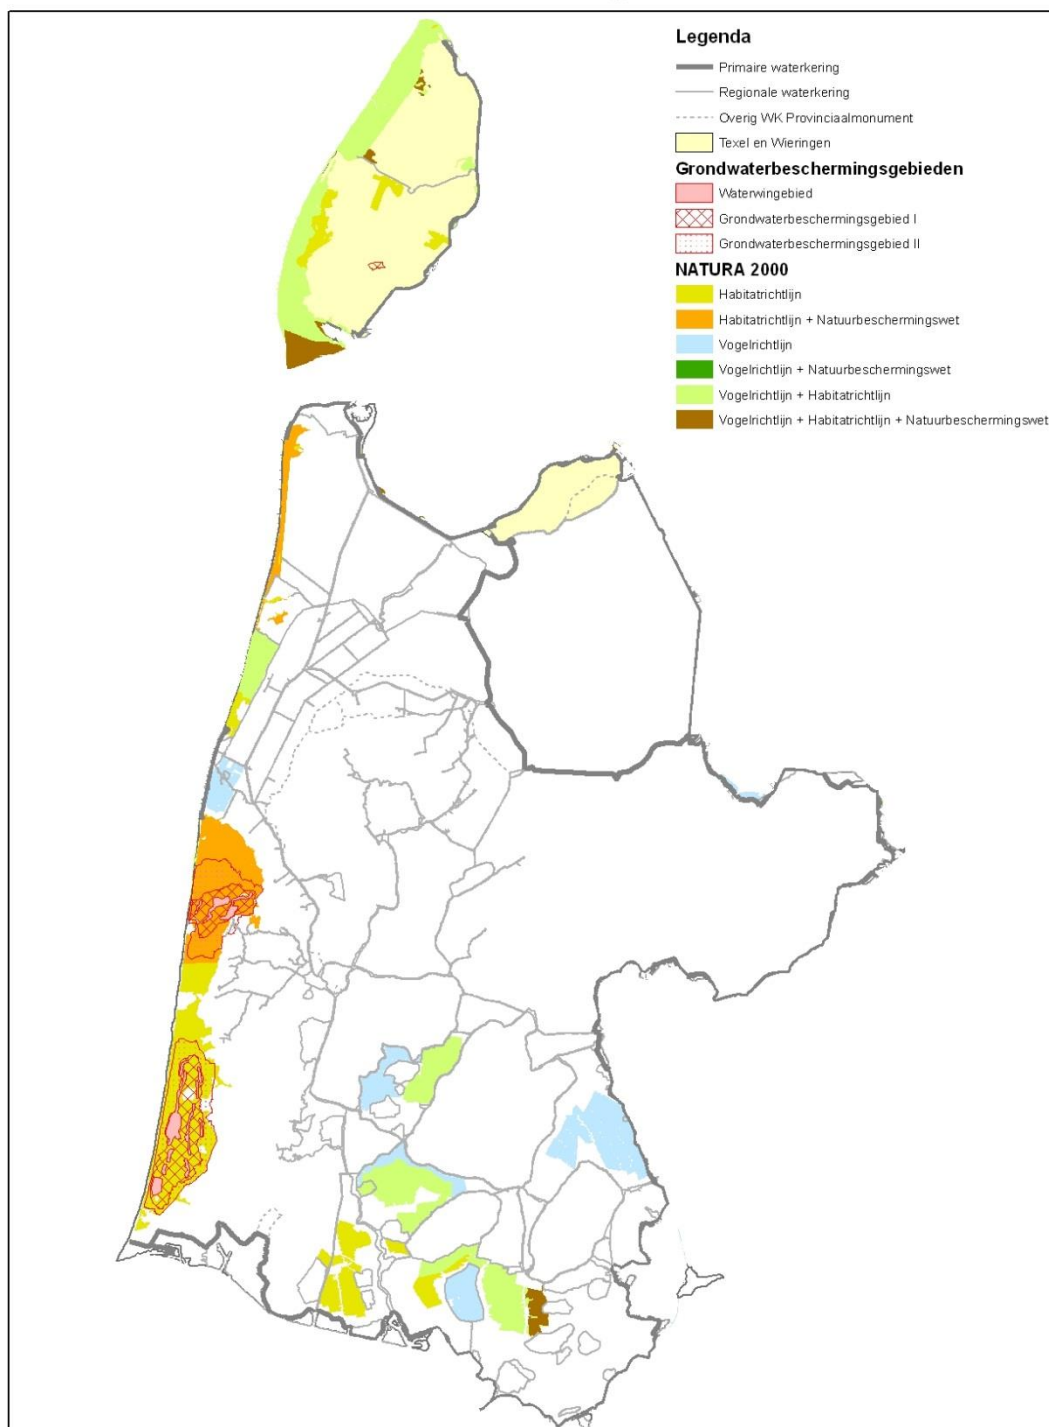 Legenda
Primaire waterkering
Regionale waterkering
Overig WK Provinciaalmonument
Texel en Wieringen
Grondwaterbeschermingsgebieden
Waterwingebied
Grondwaterbeschermingsgebied I
Grondwaterbeschermingsgebied II
NATURA 2000
Habitatrichtlijn
Habitatrichtlijn + Natuurbeschermingswet
Vogelrichtlijn
Vogelrichtlijn + Natuurbeschermingswet
Vogelrichtlijn + Habitatrichtlijn
Vogelrichtlijn + Habitatrichtlijn + Natuurbeschermingswet